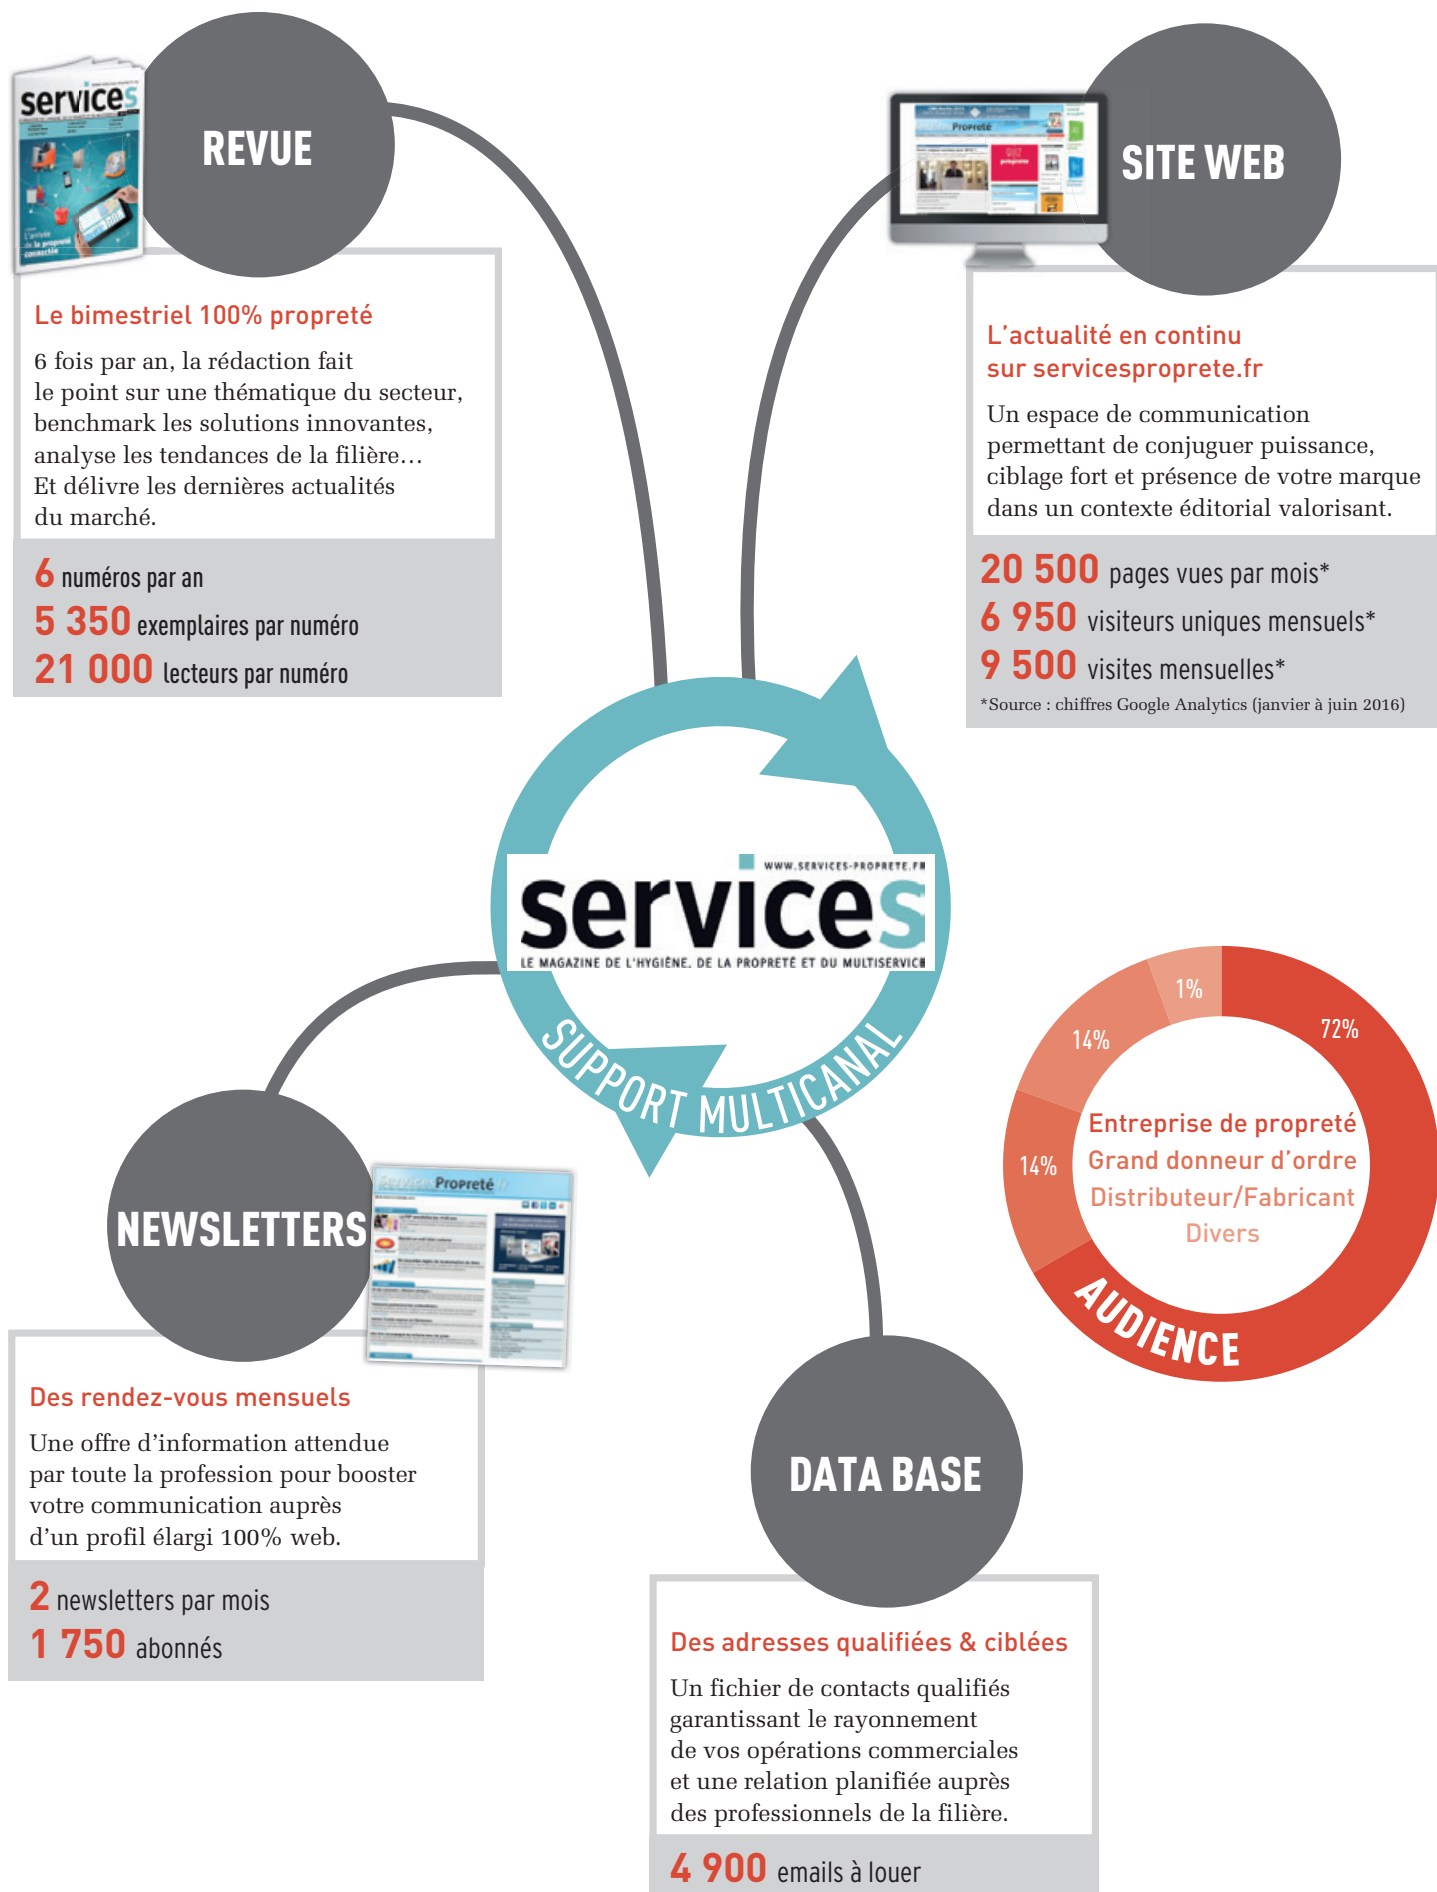 services
L'arrivée
de la propreté
connectée
REVUE
Le bimestriel 100% propreté
6 fois par an, la rédaction fait
le point sur une thématique du secteur,
benchmark les solutions innovantes,
analyse les tendances de la filière...
Et délivre les dernières actualités
du marché.
6 numéros par an
5 350 exemplaires par numéro
21 000 lecteurs par numéro
Propreté
SITE WEB
L'actualité en continu
sur servicesproprete.fr
Un espace de communication
permettant de conjuguer puissance,
ciblage fort et présence de votre marque
dans un contexte éditorial valorisant.
20 500 pages vues par mois*
6 950 visiteurs uniques mensuels*
9 500 visites mensuelles*
*Source : chiffres Google Analytics (janvier à juin 2016)
WWW.SERVICES-PROPRETE.FR
services
LE MAGAZINE DE L'HYGIÈNE, DE LA PROPRETÉ ET DU MULTISERVICE
SUPPORT MULTICANAL
1%
72%
14%
14%
Entreprise de propreté
Grand donneur d'ordre
Distributeur/Fabricant
Divers
AUDIENCE
NEWSLETTERS
ServicesPropreté.fr
Des rendez-vous mensuels
Une offre d'information attendue
par toute la profession pour booster
votre communication auprès
d'un profil élargi 100% web.
2 newsletters par mois
1 750 abonnés
DATA BASE
Des adresses qualifiées & ciblées
Un fichier de contacts qualifiés
garantissant le rayonnement
de vos opérations commerciales
et une relation planifiée auprès
des professionnels de la filière.
4 900 emails à louer